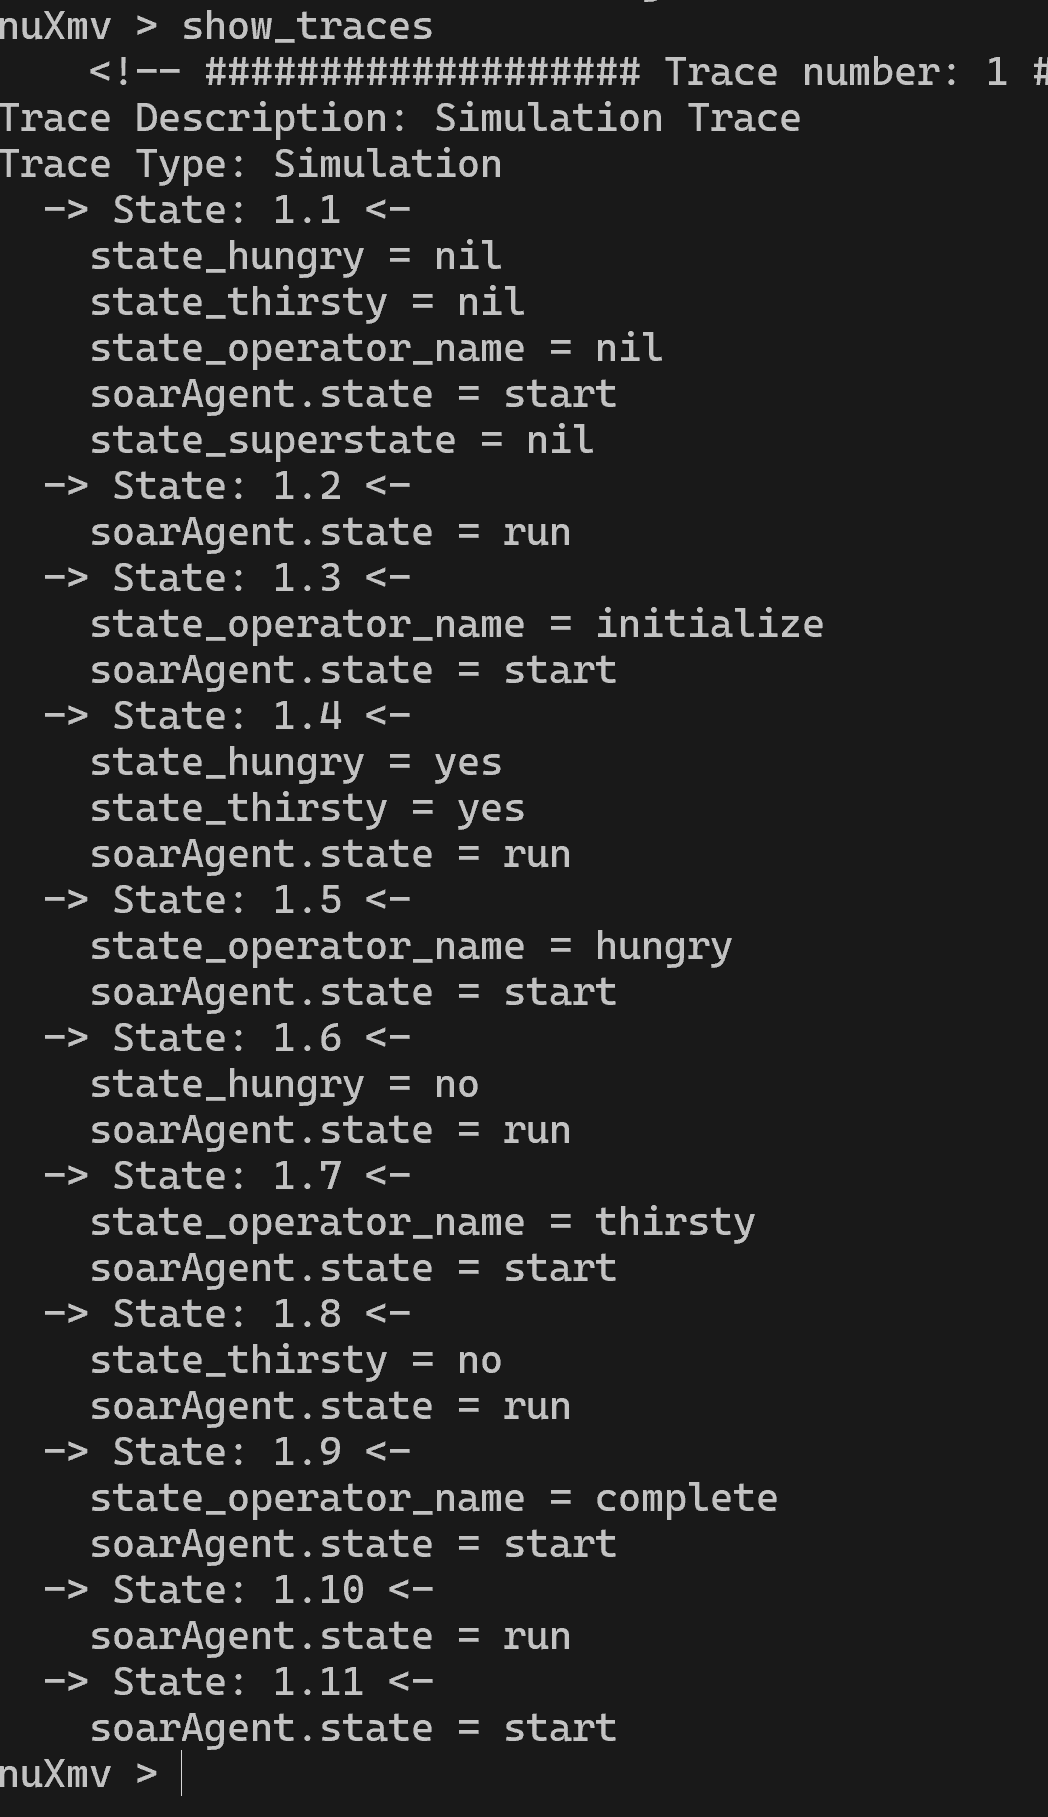 nuXmv > show_traces
<!-- ################### Trace number: 1 #
Trace Description: Simulation Trace
Trace Type: Simulation
-> State: 1.1 <-
state_hungry = nil
state_thirsty = nil
state_operator_name = nil
soarAgent.state = start
state_superstate = nil
-> State: 1.2 <-
soarAgent.state = run
-> State: 1.3 <-
state_operator_name = initialize
soarAgent.state = start
-> State: 1.4 <-
state_hungry = yes
state_thirsty = yes
soarAgent.state = run
-> State: 1.5 <-
state_operator_name = hungry
soarAgent.state = start
-> State: 1.6 <-
state_hungry = no
soarAgent.state = run
-> State: 1.7 <-
state_operator_name = thirsty
soarAgent.state = start
-> State: 1.8 <-
state_thirsty = no
soarAgent.state = run
-> State: 1.9 <-
state_operator_name = complete
soarAgent.state = start
-> State: 1.10 <-
soarAgent.state = run
-> State: 1.11 <-
soarAgent.state = start
nuXmv >